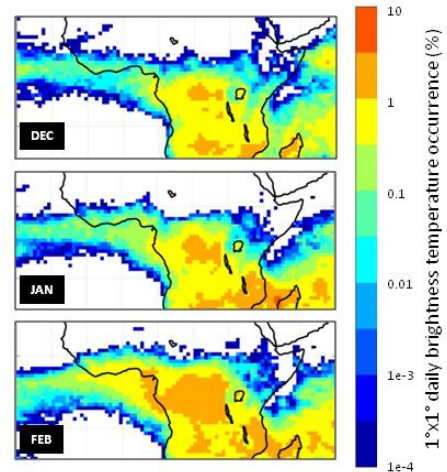 DEC
JAN
FEB
10
1
0.1
0.01
1e-3
1e-4
1°x1° daily brightness temperature occurrence (%)